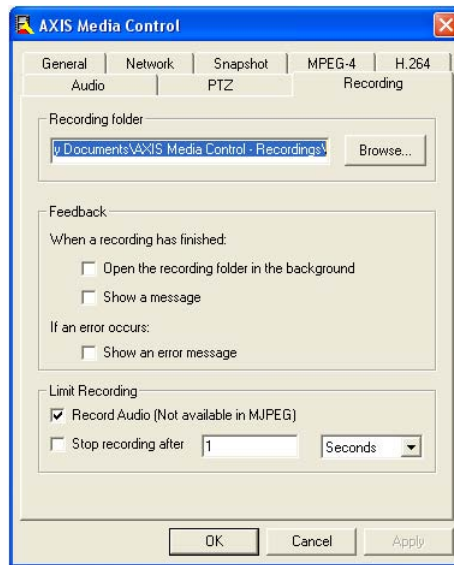 AXIS Media Control
General Network Snapshot MPEG-4 H.264
Audio PTZ Recording
Recording folder
y Documents\AXIS Media Control - Recordings\
Browse...
Feedback
When a recording has finished:
Open the recording folder in the background
Show a message
If an error occurs:
Show an error message
Limit Recording
Record Audio (Not available in MJPEG)
Stop recording after 1 Seconds
OK Cancel Apply